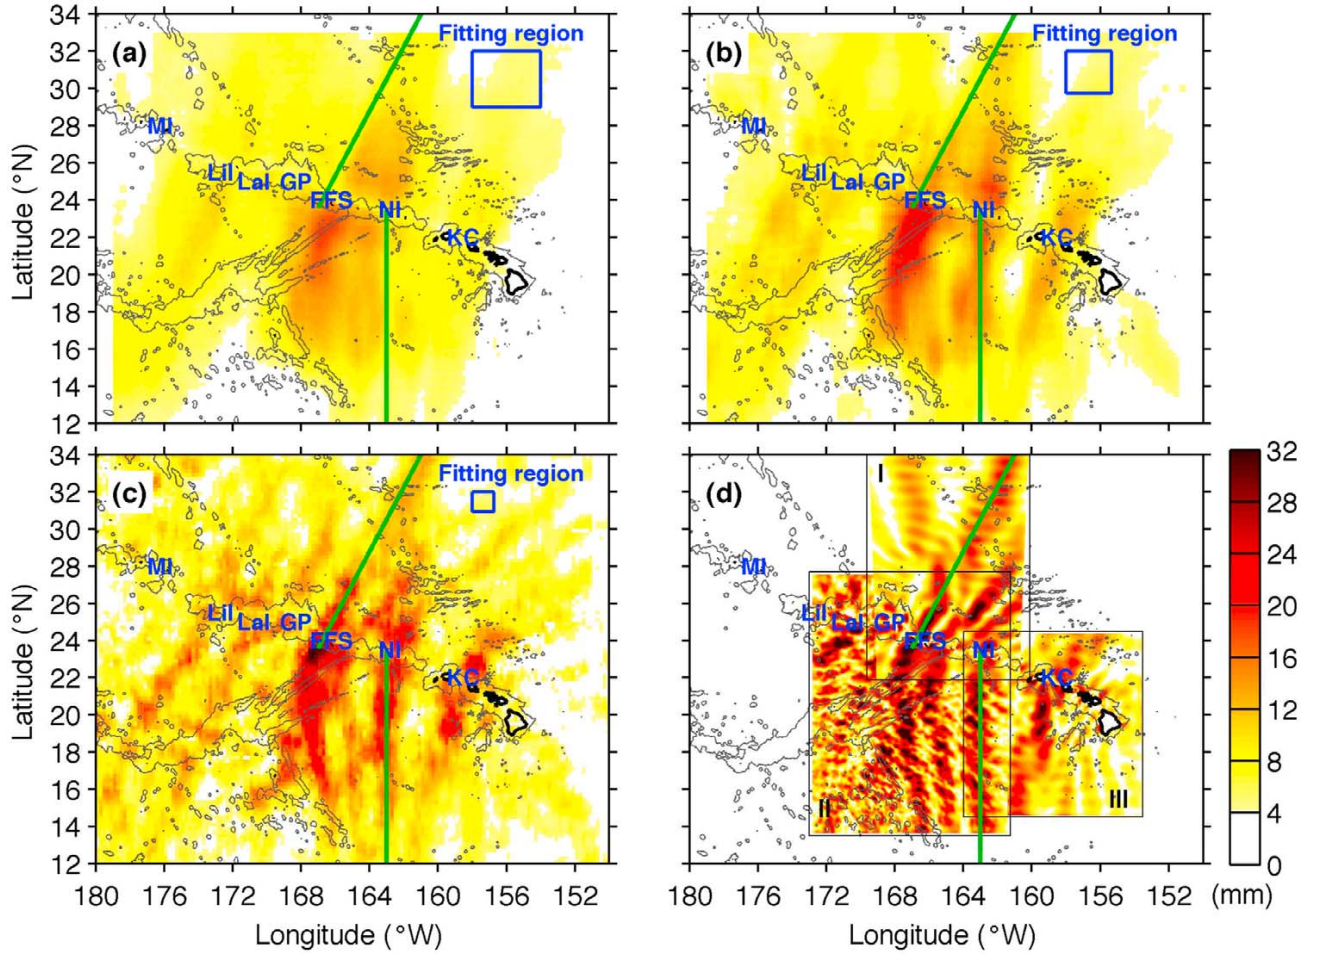 (a)
Fitting region
MI
Lil
LaI
GP
FFS
NI
KC
34
32
30
28
26
24
22
20
18
16
14
12
Latitude (°N)
(b)
Fitting region
MI
Lil
LaI
GP
FFS
NI
KC
(c)
Fitting region
MI
Lil
LaI
GP
FFS
NI
KC
34
32
30
28
26
24
22
20
18
16
14
12
Latitude (°N)
180 176 172 168 164 160 156 152
Longitude (°W)
(d)
I
MI
Lil
LaI
GP
FFS
NI
KC
II
III
180 176 172 168 164 160 156 152
Longitude (°W)
32
28
24
20
16
12
8
4
0
(mm)